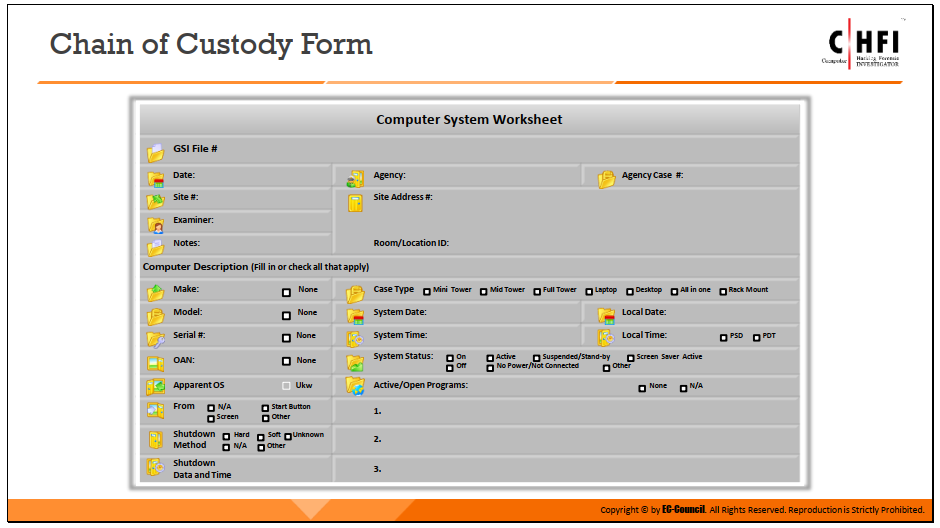 Chain of Custody Form
C HFI
Computer Hacking Forensic
INVESTIGATOR
Computer System Worksheet
GSI File #
Date: Agency: Agency Case #:
Site #: Site Address #:
Examiner:
Notes: Room/Location ID:
Computer Description (Fill in or check all that apply)
Make: None Case Type Mini Tower Mid Tower Full Tower Laptop Desktop All in one Rack Mount
Model: None System Date: Local Date:
Serial #: None System Time: Local Time: PSD PDT
OAN: None System Status: On Active Suspended/Stand-by Screen Saver Active
Off No Power/Not Connected Other
Apparent OS Ukw Active/Open Programs: None N/A
From N/A Start Button
Screen Other
1.
Shutdown Hard Soft Unknown
Method N/A Other
2.
Shutdown
Data and Time
3.
Copyright © by EC-Council. All Rights Reserved. Reproduction is Strictly Prohibited.